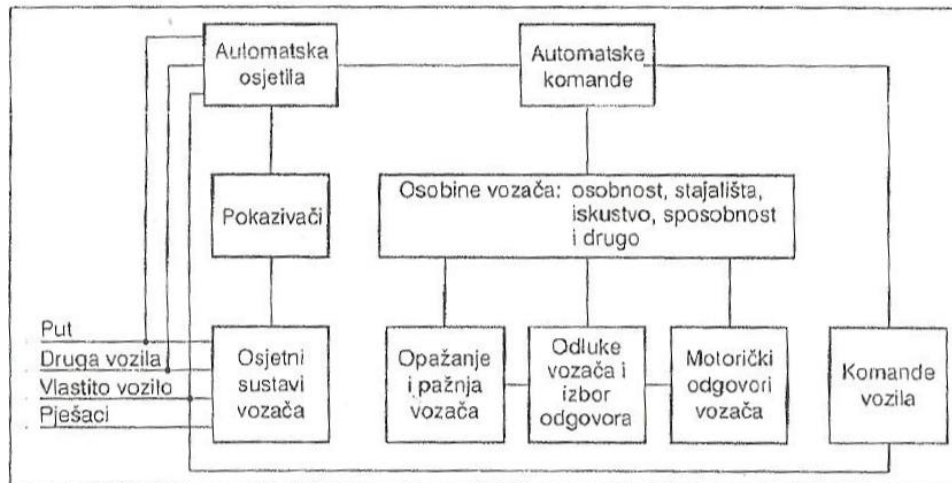 Automatska
osjetila
Automatske
komande
Pokazivači
Osobine vozača: osobnost, stajališta,
iskustvo, sposobnost
i drugo
Put
Druga vozila
Vlastito vozilo
Pješaci
Osjetni
sustavi
vozača
Opažanje
i pažnja
vozača
Odluke
vozača i
izbor
odgovora
Motorički
odgovori
vozača
Komande
vozila